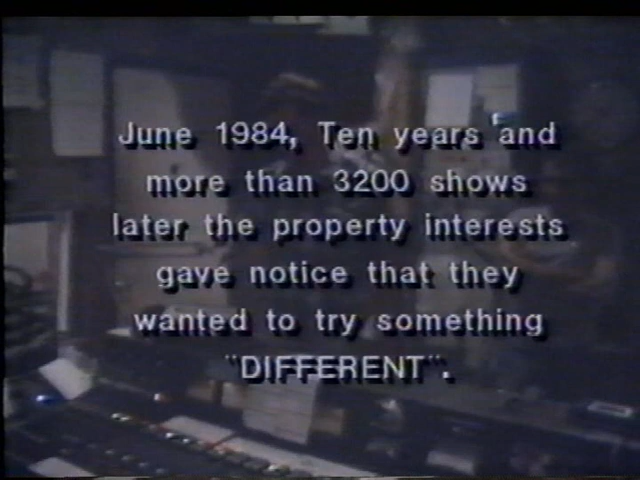 June 1984, Ten years and
more than 3200 shows
later the property interests
gave notice that they
wanted to try something
"DIFFERENT".